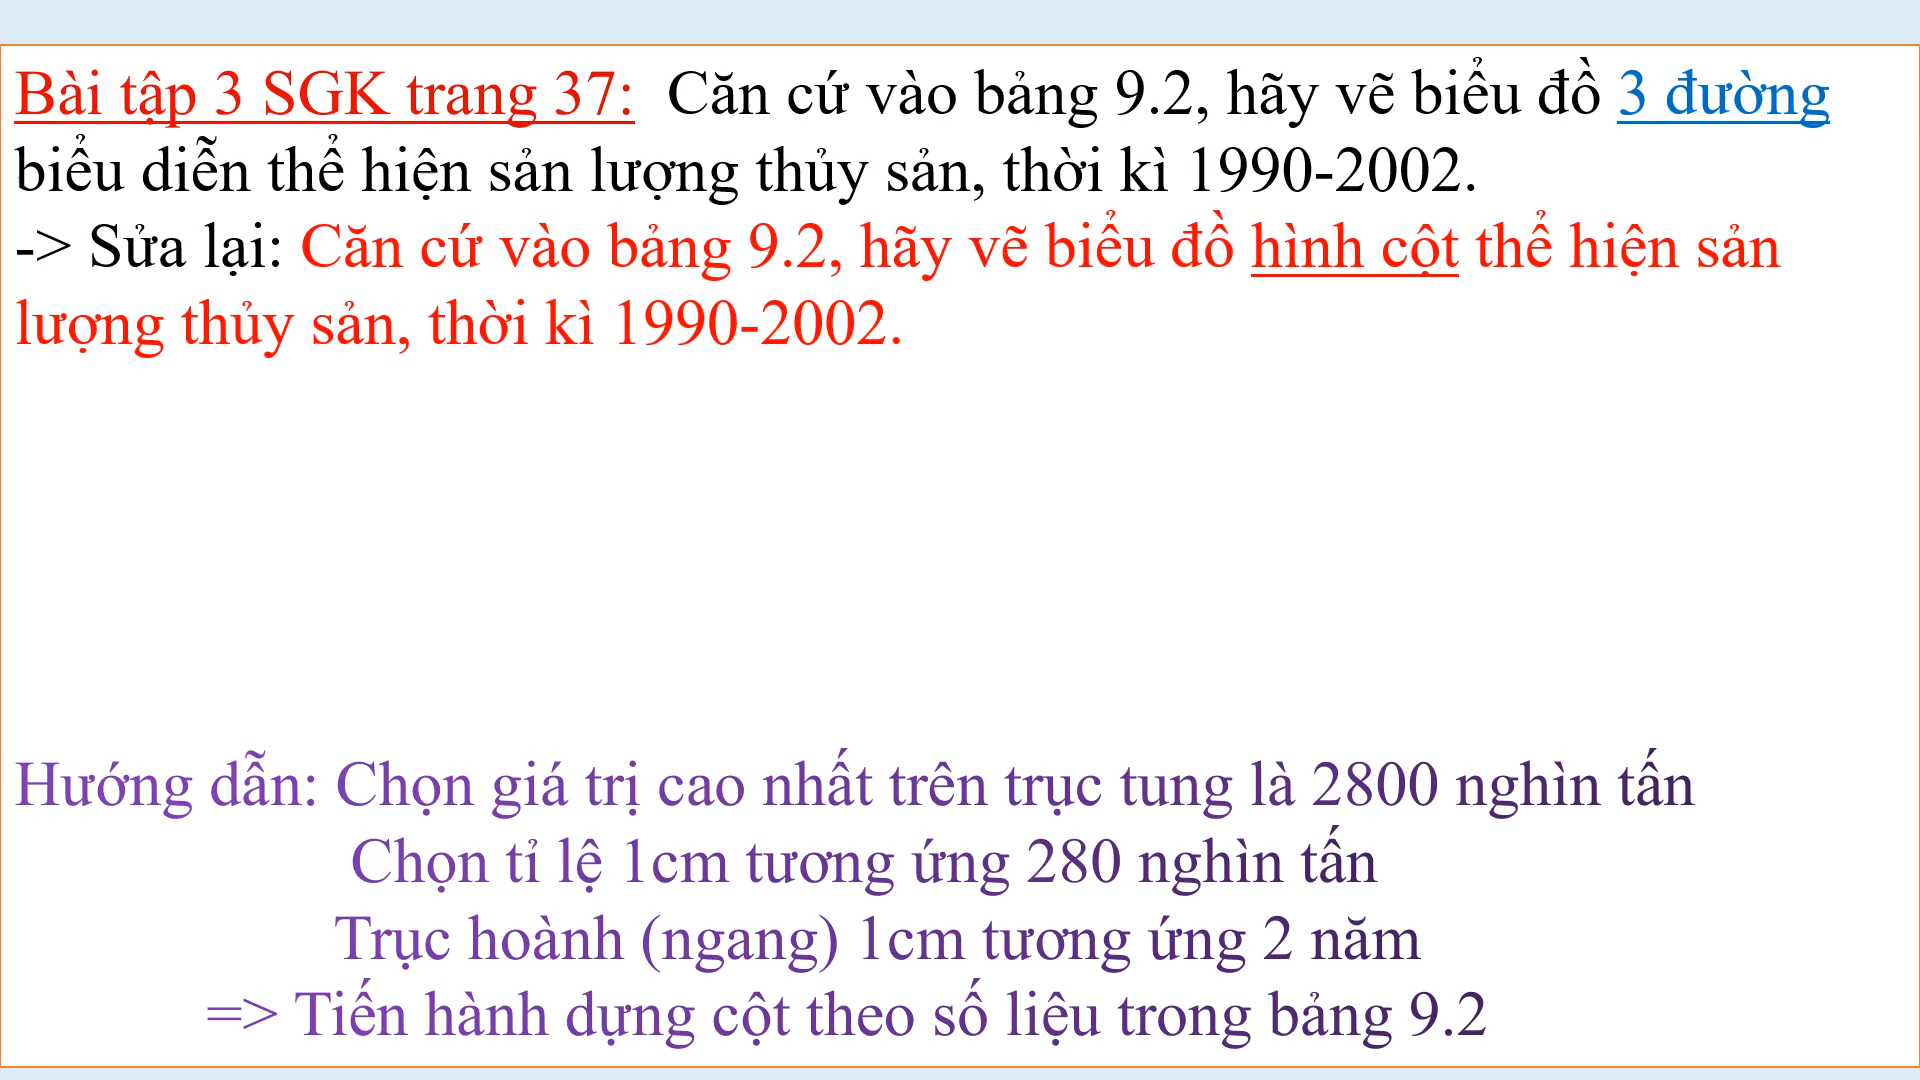 Bài tập 3 SGK trang 37: Căn cứ vào bảng 9.2, hãy vẽ biểu đồ 3 đường
biểu diễn thể hiện sản lượng thủy sản, thời kì 1990-2002.
-> Sửa lại: Căn cứ vào bảng 9.2, hãy vẽ biểu đồ hình cột thể hiện sản
lượng thủy sản, thời kì 1990-2002.
Hướng dẫn: Chọn giá trị cao nhất trên trục tung là 2800 nghìn tấn
Chọn tỉ lệ 1cm tương ứng 280 nghìn tấn
Trục hoành (ngang) 1cm tương ứng 2 năm
=> Tiến hành dựng cột theo số liệu trong bảng 9.2